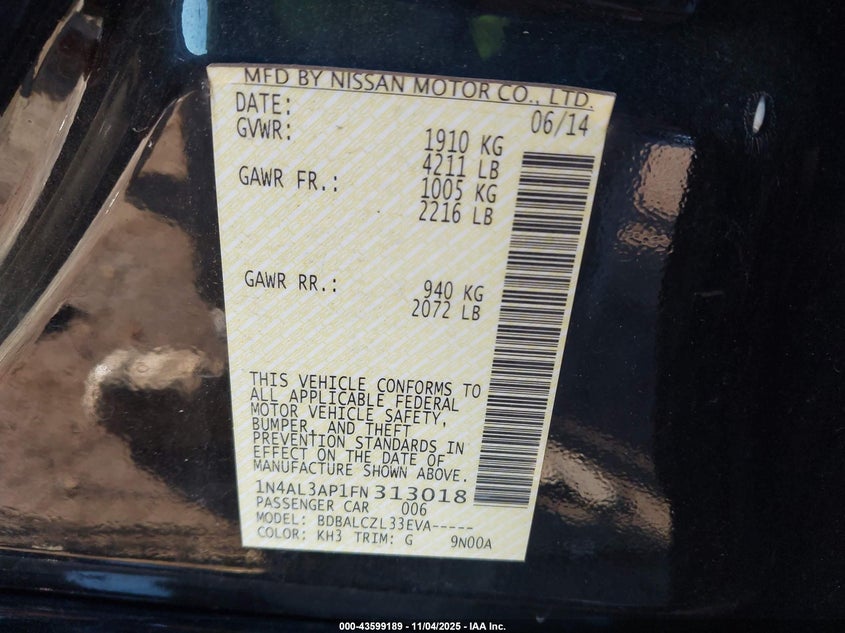 MFD BY NISSAN MOTOR CO., LTD.
DATE: 06/14
GVWR: 1910 KG
4211 LB
GAWR FR.: 1005 KG
2216 LB
GAWR RR.: 940 KG
2072 LB
THIS VEHICLE CONFORMS TO
ALL APPLICABLE FEDERAL
MOTOR VEHICLE SAFETY,
BUMPER, AND THEFT
PREVENTION STANDARDS IN
EFFECT ON THE DATE OF
MANUFACTURE SHOWN ABOVE.
1N4AL3AP1FN313018
PASSENGER CAR 006
MODEL: BDBALCZL33EVA-----
COLOR: KH3 TRIM: G 9N00A
000-43599189 - 11/04/2025 - IAA Inc.